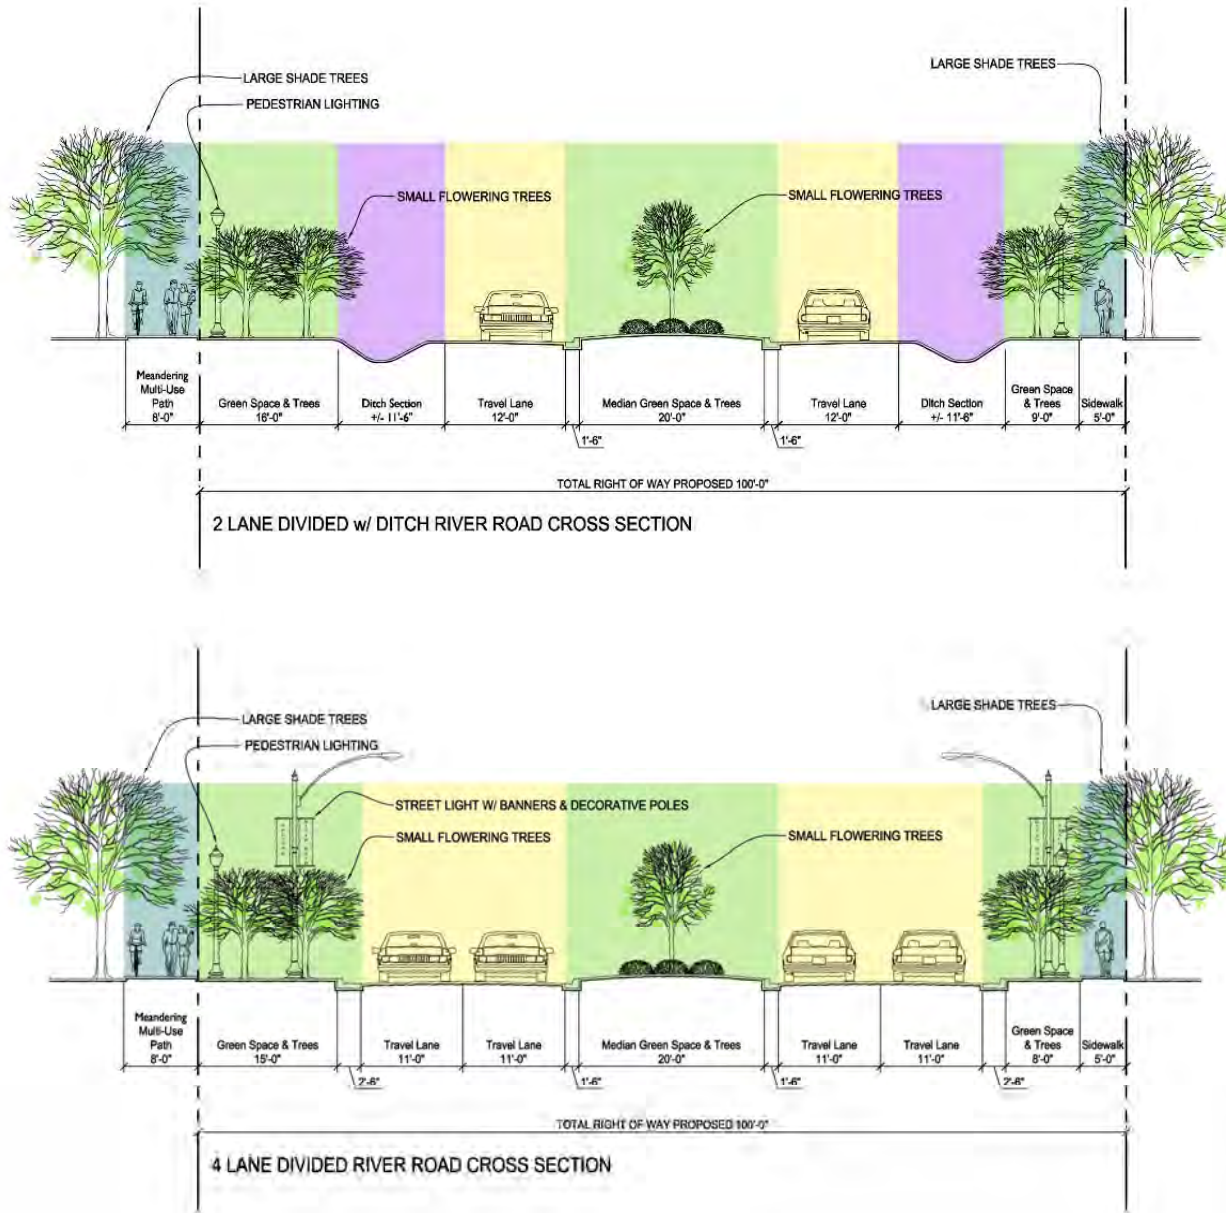 LARGE SHADE TREES
PEDESTRIAN LIGHTING
LARGE SHADE TREES
SMALL FLOWERING TREES
SMALL FLOWERING TREES
Meandering
Multi-Use
Path
8'-0"
Green Space & Trees
16'-0"
Ditch Section
+/- 11'-6"
Travel Lane
12'-0"
Median Green Space & Trees
20'-0"
Travel Lane
12'-0"
Ditch Section
+/- 11'-6"
Green Space
& Trees
9'-0"
Sidewalk
5'-0"
1'-6"
1'-6"
TOTAL RIGHT OF WAY PROPOSED 100'-0"
2 LANE DIVIDED w/ DITCH RIVER ROAD CROSS SECTION
LARGE SHADE TREES
PEDESTRIAN LIGHTING
LARGE SHADE TREES
STREET LIGHT W/ BANNERS & DECORATIVE POLES
SMALL FLOWERING TREES
SMALL FLOWERING TREES
Meandering
Multi-Use
Path
8'-0"
Green Space & Trees
15'-0"
Travel Lane
11'-0"
Travel Lane
11'-0"
Median Green Space & Trees
20'-0"
Travel Lane
11'-0"
Travel Lane
11'-0"
Green Space
& Trees
8'-0"
Sidewalk
5'-0"
2'-6"
1'-6"
1'-6"
2'-6"
TOTAL RIGHT OF WAY PROPOSED 100'-0"
4 LANE DIVIDED RIVER ROAD CROSS SECTION